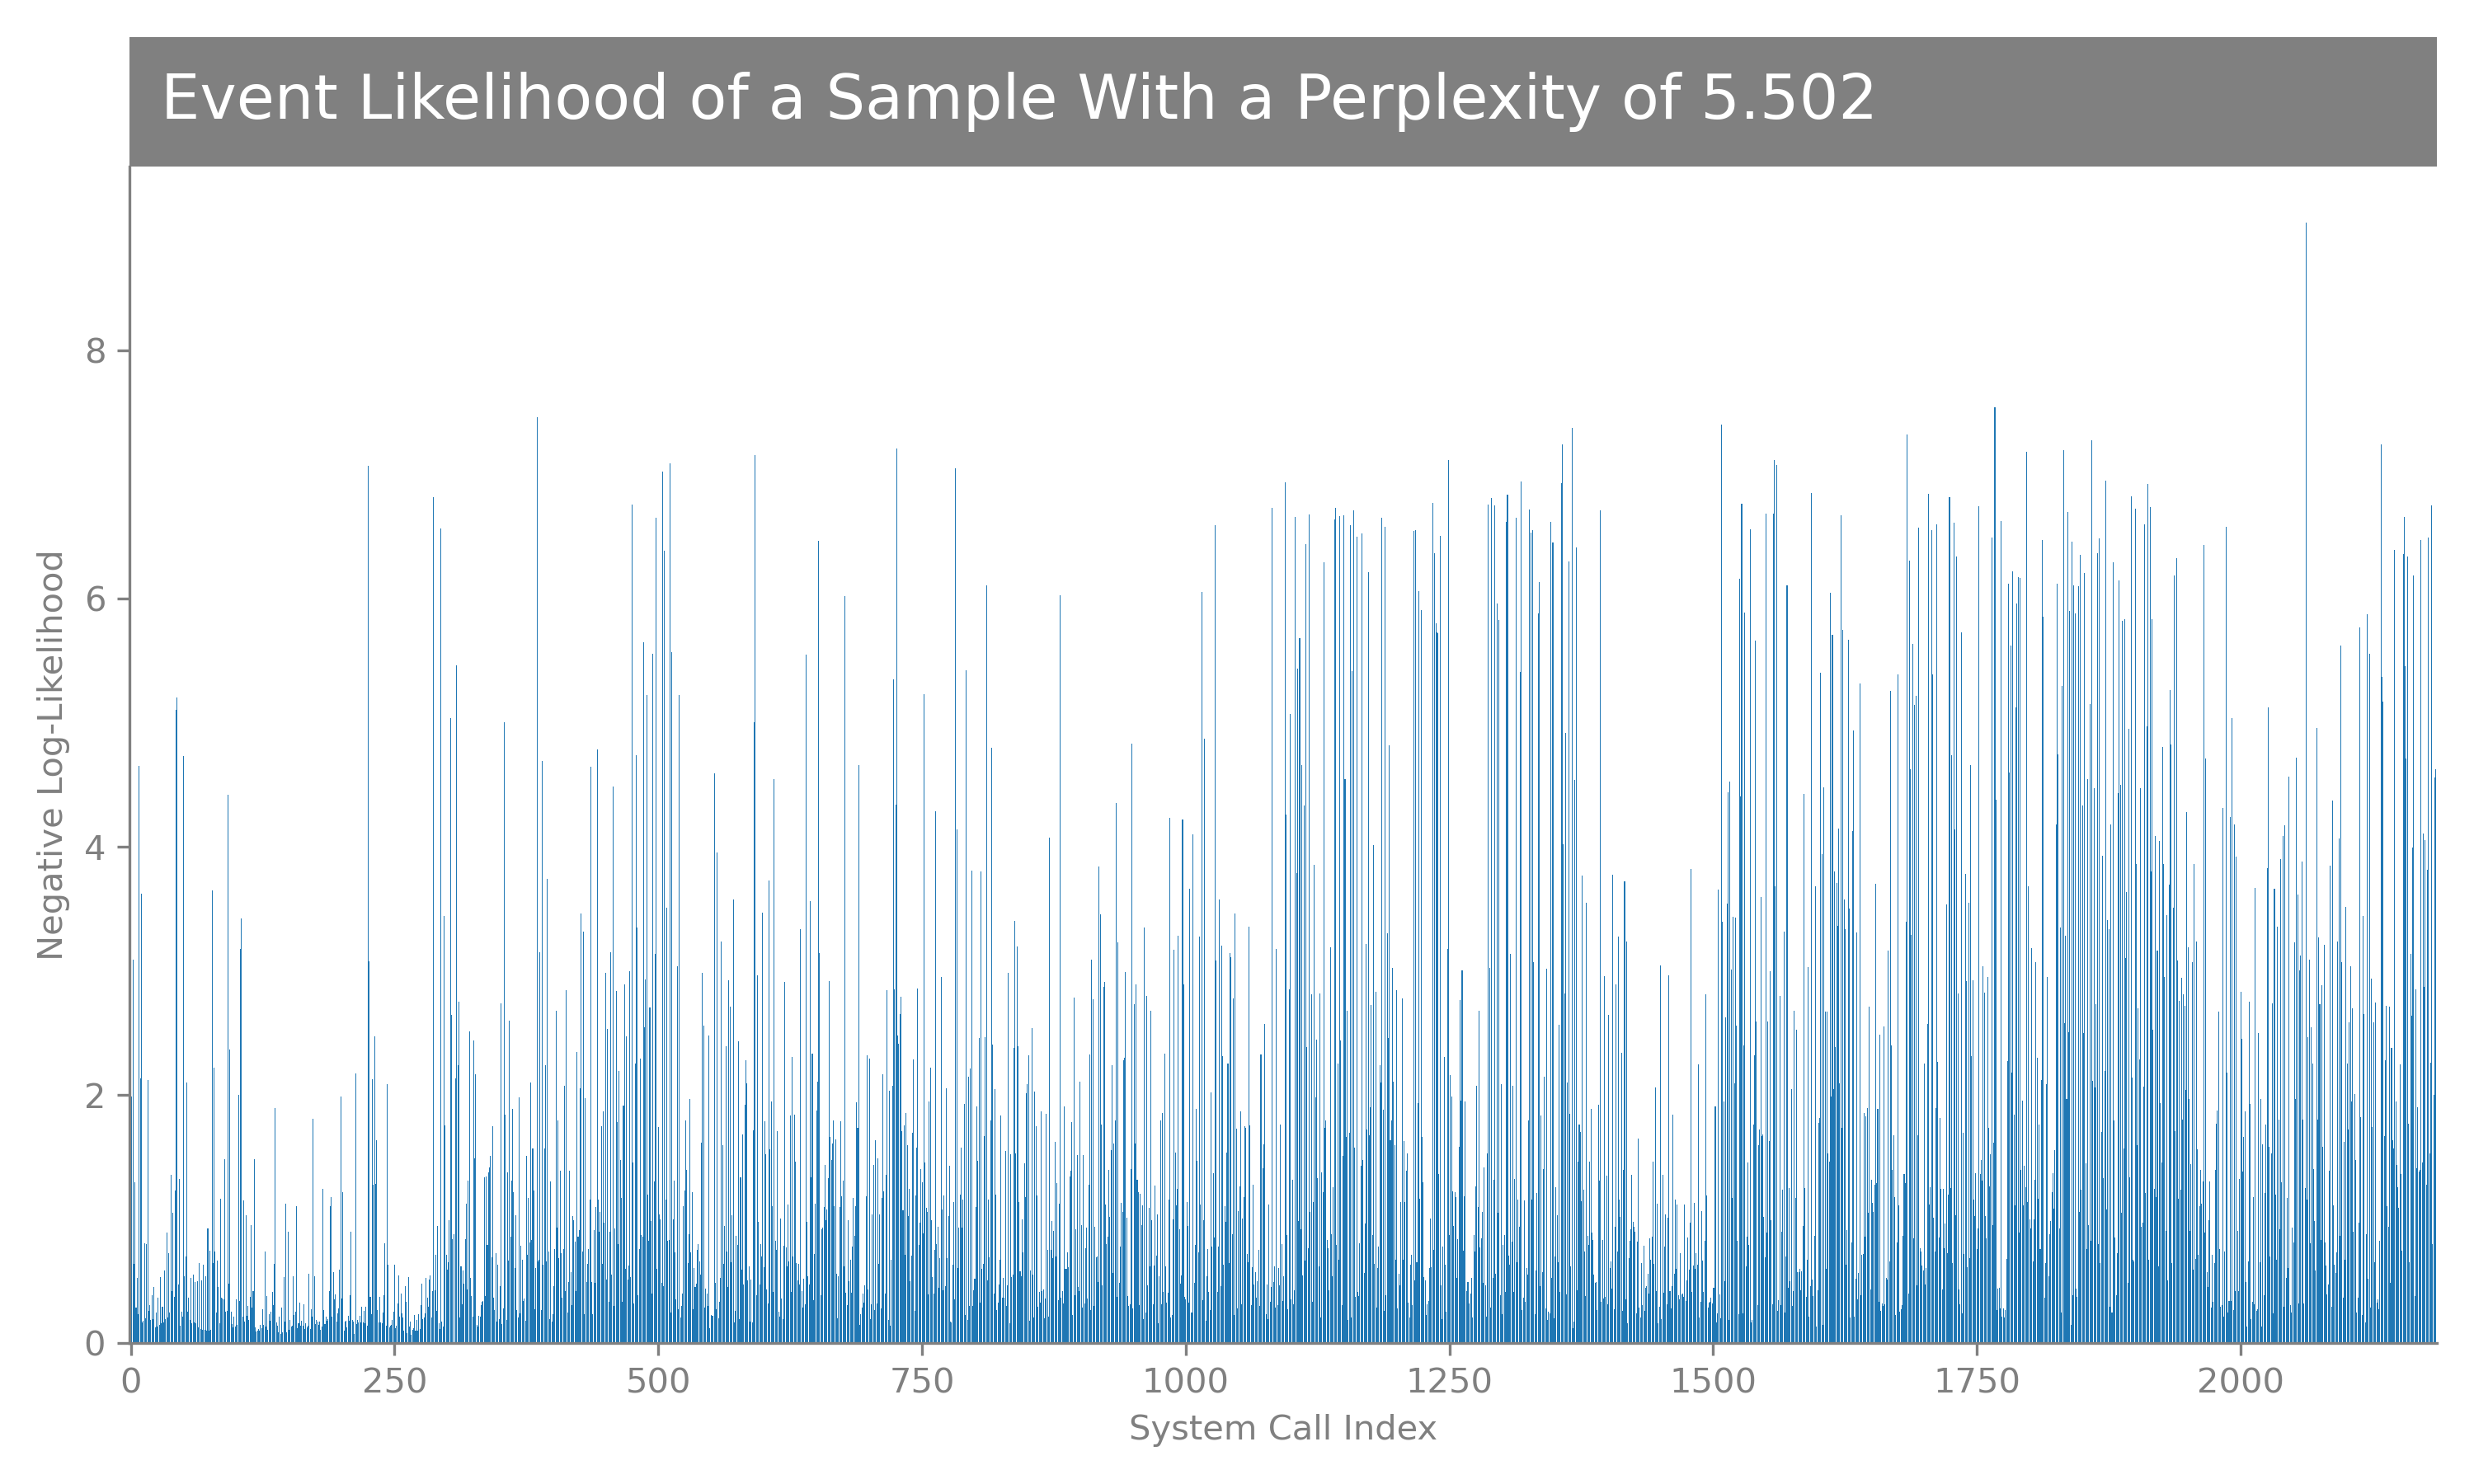 Event Likelihood of a Sample With a Perplexity of 5.502
Negative Log-Likelihood
8
6
4
2
0
0 250 500 750 1000 1250 1500 1750 2000
System Call Index